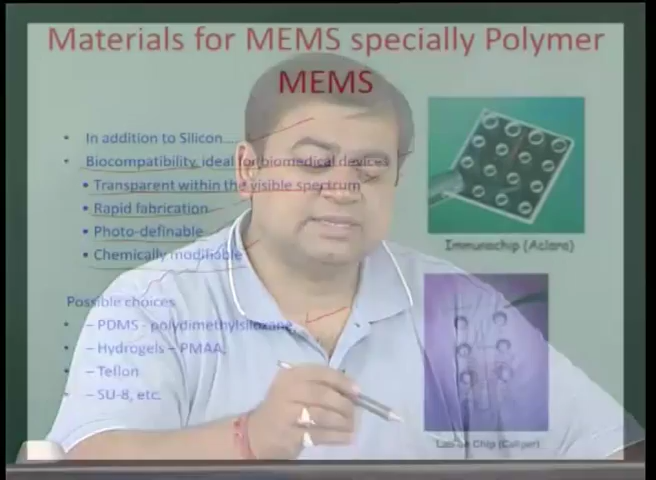 Materials for MEMS specially Polymer
MEMS
• In addition to Silicon....
• Biocompatibility, ideal for biomedical devices
• Transparent within the visible spectrum
• Rapid fabrication
• Photo-definable
• Chemically modifiable
Possible choices
• – PDMS - polydimethylsiloxane,
• – Hydrogels – PMAA,
• – Teflon
• – SU-8, etc.
Immunochip (Aclara)
Lab on Chip (Caliper)